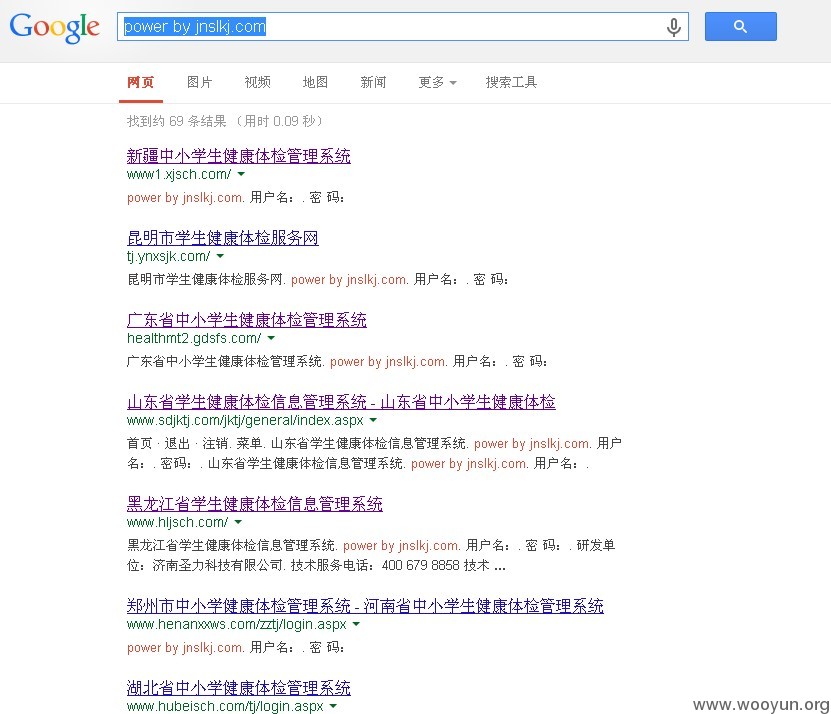 Google
power by jnslkj.com
网页 图片 视频 地图 新闻 更多 搜索工具
找到约 69 条结果 (用时 0.09 秒)
新疆中小学生健康体检管理系统
www1.xjsch.com/
power by jnslkj.com. 用户名: . 密 码:
昆明市学生健康体检服务网
tj.ynxsjk.com/
昆明市学生健康体检服务网. power by jnslkj.com. 用户名: . 密 码:
广东省中小学生健康体检管理系统
healthmt2.gdsfs.com/
广东省中小学生健康体检管理系统. power by jnslkj.com. 用户名: . 密 码:
山东省学生健康体检信息管理系统 - 山东省中小学生健康体检
www.sdjktj.com/jktj/general/index.aspx
首页 · 退出 · 注销. 菜单. 山东省学生健康体检信息管理系统. power by jnslkj.com. 用户
名: . 密码: . 山东省学生健康体检信息管理系统. power by jnslkj.com. 用户名: .
黑龙江省学生健康体检信息管理系统
www.hljsch.com/
黑龙江省学生健康体检信息管理系统. power by jnslkj.com. 用户名: . 密 码: . 研发单
位: 济南圣力科技有限公司. 技术服务电话: 400 679 8858 技术 ...
郑州市中小学健康体检管理系统 - 河南省中小学生健康体检管理系统
www.henanxxws.com/zztj/login.aspx
power by jnslkj.com. 用户名: . 密 码:
湖北省中小学生健康体检管理系统
www.hubeisch.com/tj/login.aspx
www.wooyun.org